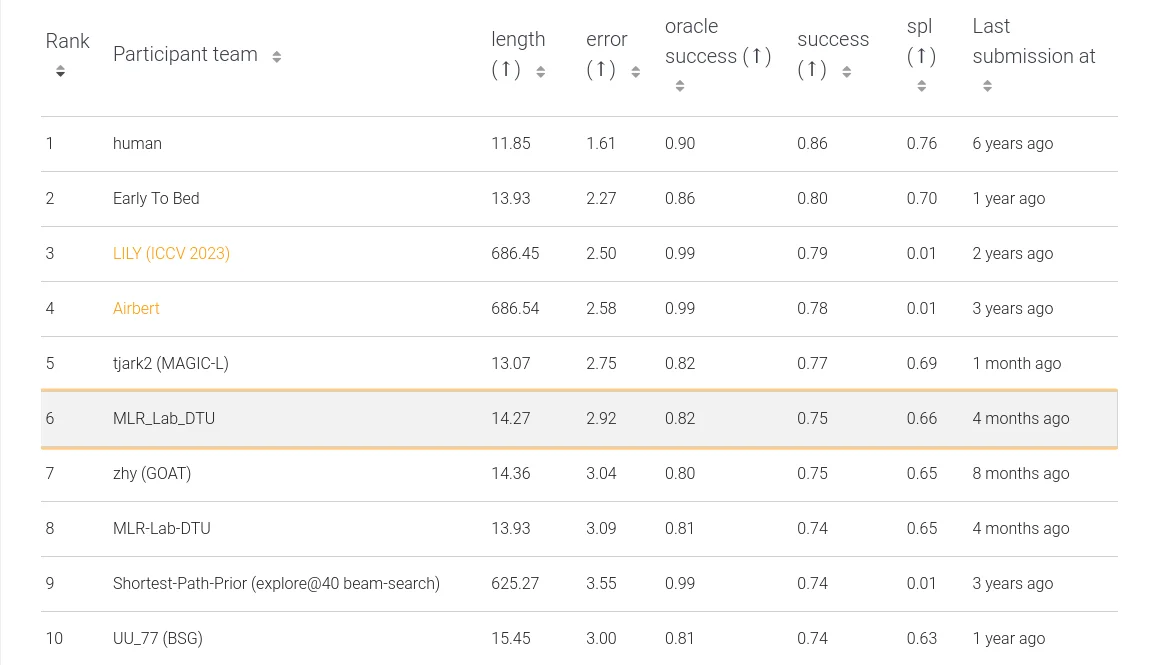 Rank Participant team length (↑) error (↑) oracle success (↑) success (↑) spl (↑) Last submission at
1 human 11.85 1.61 0.90 0.86 0.76 6 years ago
2 Early To Bed 13.93 2.27 0.86 0.80 0.70 1 year ago
3 LILY (ICCV 2023) 686.45 2.50 0.99 0.79 0.01 2 years ago
4 Airbert 686.54 2.58 0.99 0.78 0.01 3 years ago
5 tjark2 (MAGIC-L) 13.07 2.75 0.82 0.77 0.69 1 month ago
6 MLR_Lab_DTU 14.27 2.92 0.82 0.75 0.66 4 months ago
7 zhy (GOAT) 14.36 3.04 0.80 0.75 0.65 8 months ago
8 MLR-Lab-DTU 13.93 3.09 0.81 0.74 0.65 4 months ago
9 Shortest-Path-Prior (explore@40 beam-search) 625.27 3.55 0.99 0.74 0.01 3 years ago
10 UU_77 (BSG) 15.45 3.00 0.81 0.74 0.63 1 year ago